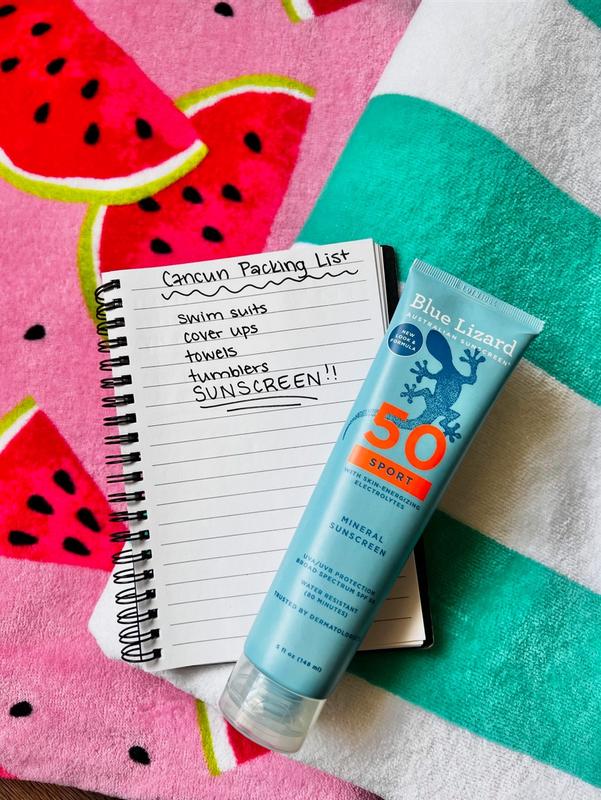 Cancun Packing List
swim suits
cover ups
towels
tumblers
SUNSCREEN!!
Blue Lizard
AUSTRALIAN SUNSCREEN
NEW
LOOK &
FORMULA
50
SPORT
WITH SKIN-ENERGIZING
ELECTROLYTES
MINERAL
SUNSCREEN
UVA/UVB PROTECTION
BROAD SPECTRUM SPF
WATER RESISTANT
(80 MINUTES)
TRUSTED BY
5 fl oz (148 ml)